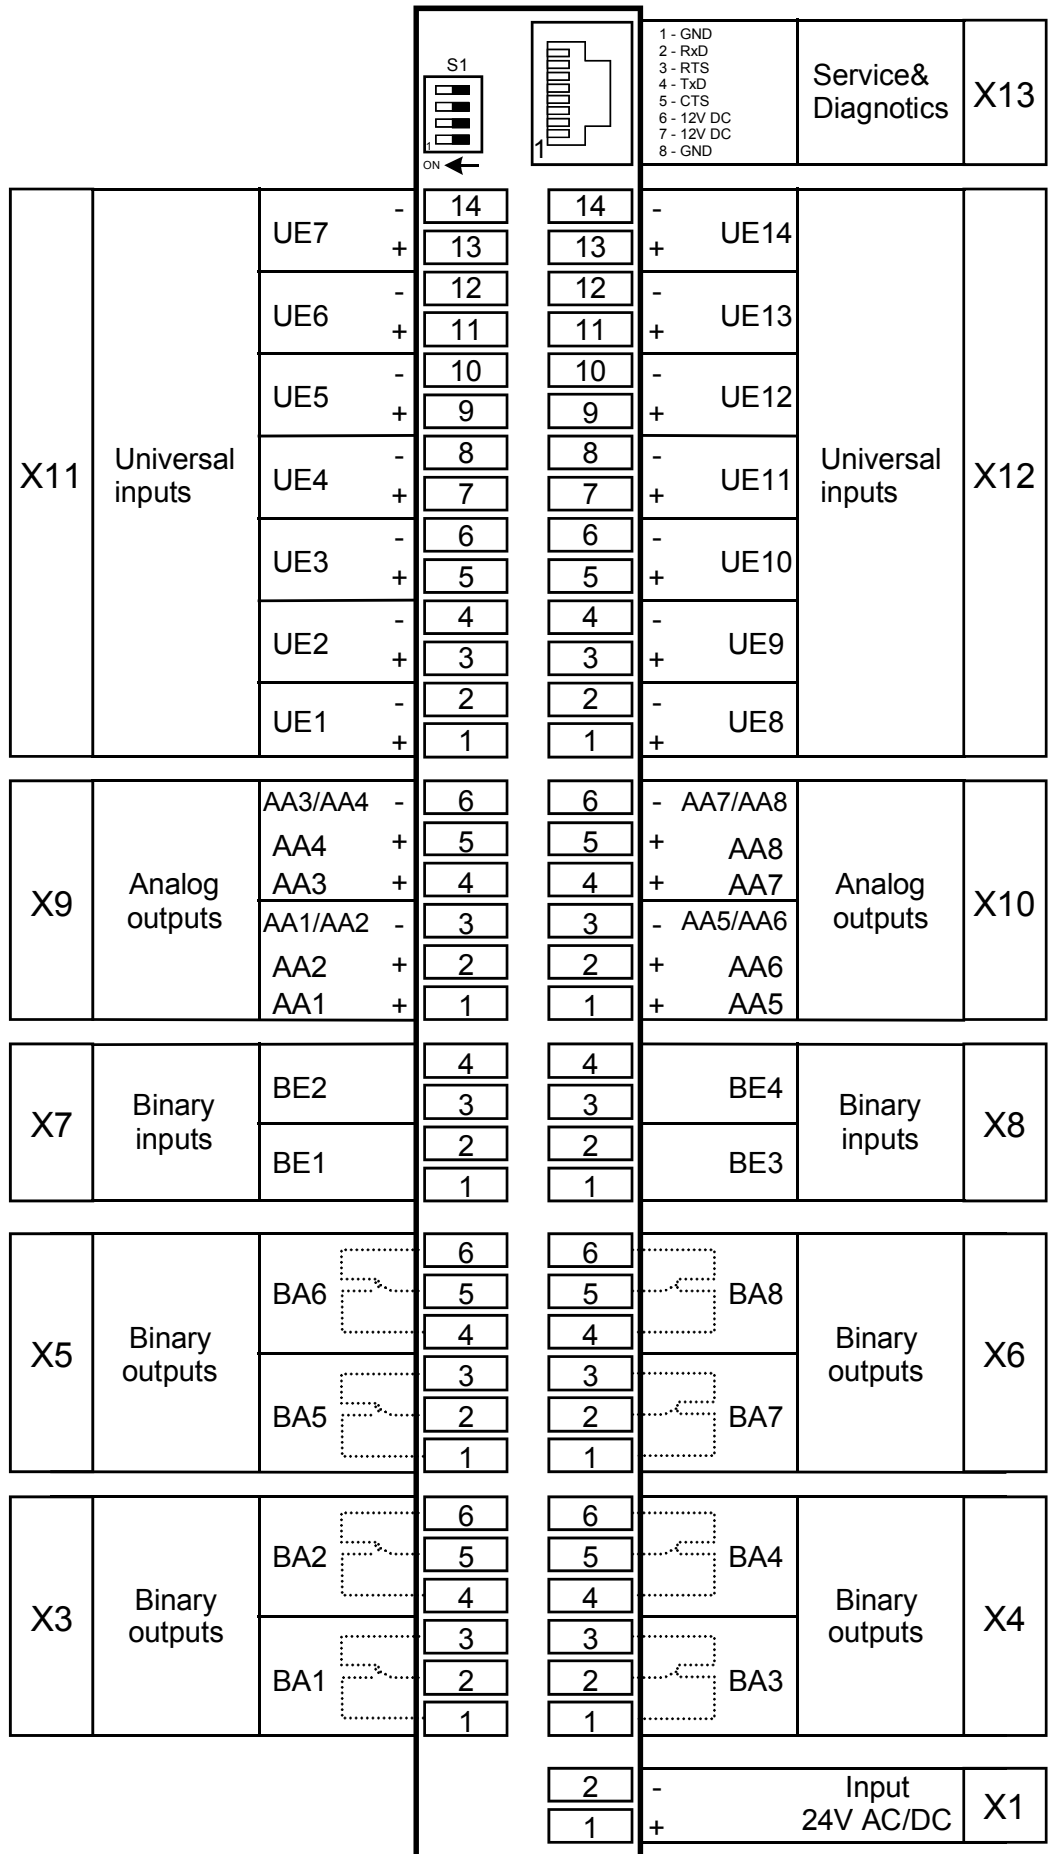 S1
1
ON
1
1 - GND
2 - RxD
3 - RTS
4 - TxD
5 - CTS
6 - 12V DC
7 - 12V DC
8 - GND
Service&
Diagnotics
X13
X11
Universal
inputs
UE7 - 14
+ 13
UE6 - 12
+ 11
UE5 - 10
+ 9
UE4 - 8
+ 7
UE3 - 6
+ 5
UE2 - 4
+ 3
UE1 - 2
+ 1
14 - UE14
13 +
12 - UE13
11 +
10 - UE12
9 +
8 - UE11
7 +
6 - UE10
5 +
4 - UE9
3 +
2 - UE8
1 +
Universal
inputs
X12
X9
Analog
outputs
AA3/AA4 - 6
AA4 + 5
AA3 + 4
AA1/AA2 - 3
AA2 + 2
AA1 + 1
6 - AA7/AA8
5 + AA8
4 + AA7
3 - AA5/AA6
2 + AA6
1 + AA5
Analog
outputs
X10
X7
Binary
inputs
BE2
4
3
BE1
2
1
4
3
BE4
2
1
BE3
Binary
inputs
X8
X5
Binary
outputs
BA6
6
5
4
BA5
3
2
1
6
5
4
BA8
3
2
1
BA7
Binary
outputs
X6
X3
Binary
outputs
BA2
6
5
4
BA1
3
2
1
6
5
4
BA4
3
2
1
BA3
Binary
outputs
X4
2 -
1 +
Input
24V AC/DC
X1